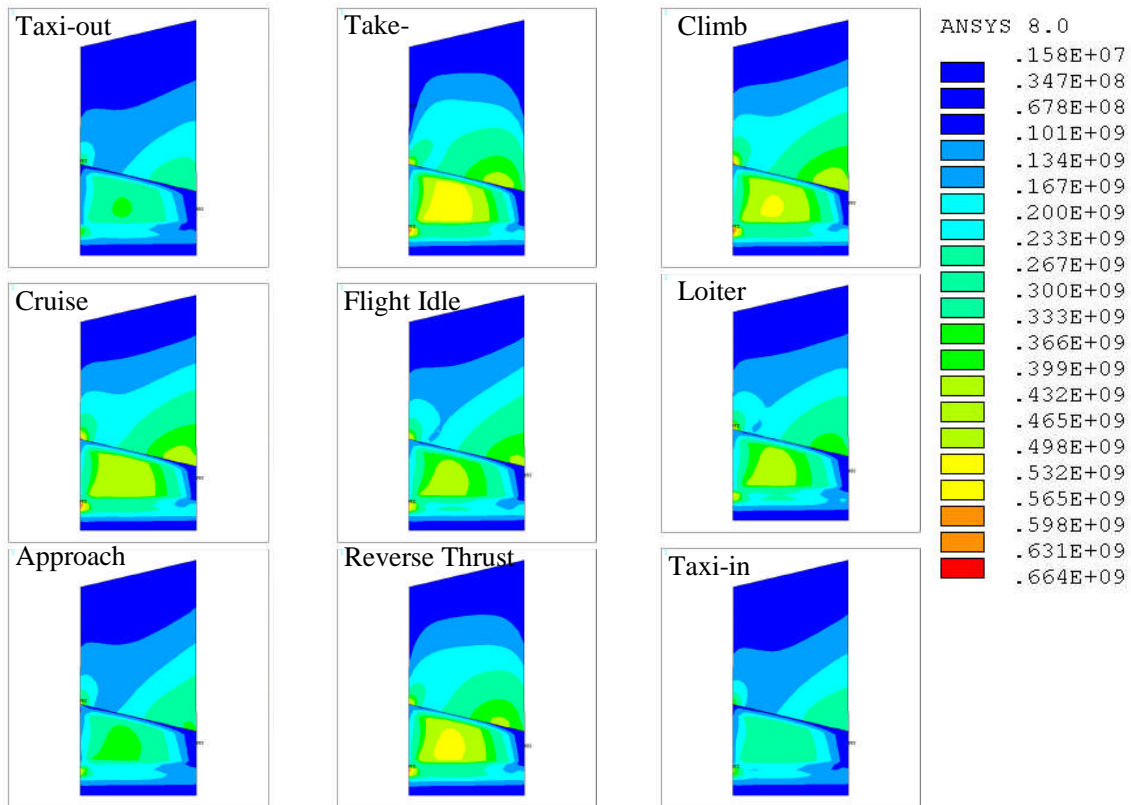 Taxi-out
Take-
Climb
ANSYS 8.0
.158E+07
.347E+08
.678E+08
.101E+09
.134E+09
.167E+09
.200E+09
.233E+09
.267E+09
.300E+09
.333E+09
.366E+09
.399E+09
.432E+09
.465E+09
.498E+09
.532E+09
.565E+09
.598E+09
.631E+09
.664E+09
Cruise
Flight Idle
Loiter
Approach
Reverse Thrust
Taxi-in